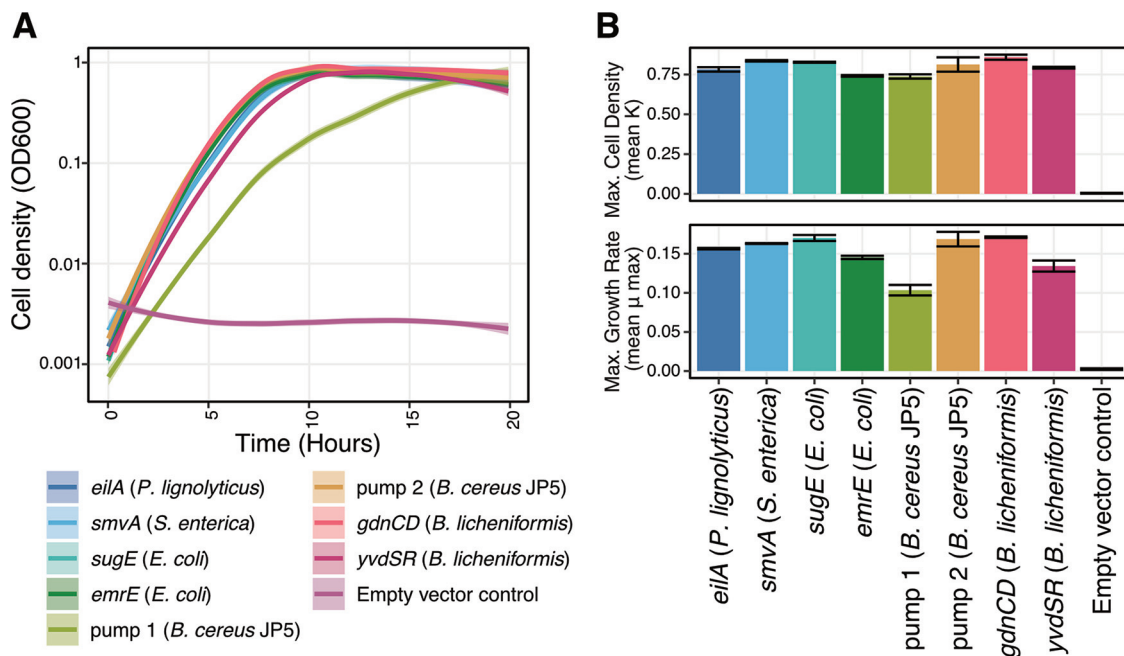 A
Cell density (OD600)
1
0.1
0.01
0.001
0
5
10
15
20
Time (Hours)
eilA (P. lignolyticus)
smvA (S. enterica)
sugE (E. coli)
emrE (E. coli)
pump 1 (B. cereus JP5)
pump 2 (B. cereus JP5)
gdnCD (B. licheniformis)
yvdSR (B. licheniformis)
Empty vector control
B
Max. Cell Density
(mean K)
0.75
0.50
0.25
0.00
Max. Growth Rate
(mean µ max)
0.15
0.10
0.05
0.00
eilA (P. lignolyticus)
smvA (S. enterica)
sugE (E. coli)
emrE (E. coli)
pump 1 (B. cereus JP5)
pump 2 (B. cereus JP5)
gdnCD (B. licheniformis)
yvdSR (B. licheniformis)
Empty vector control